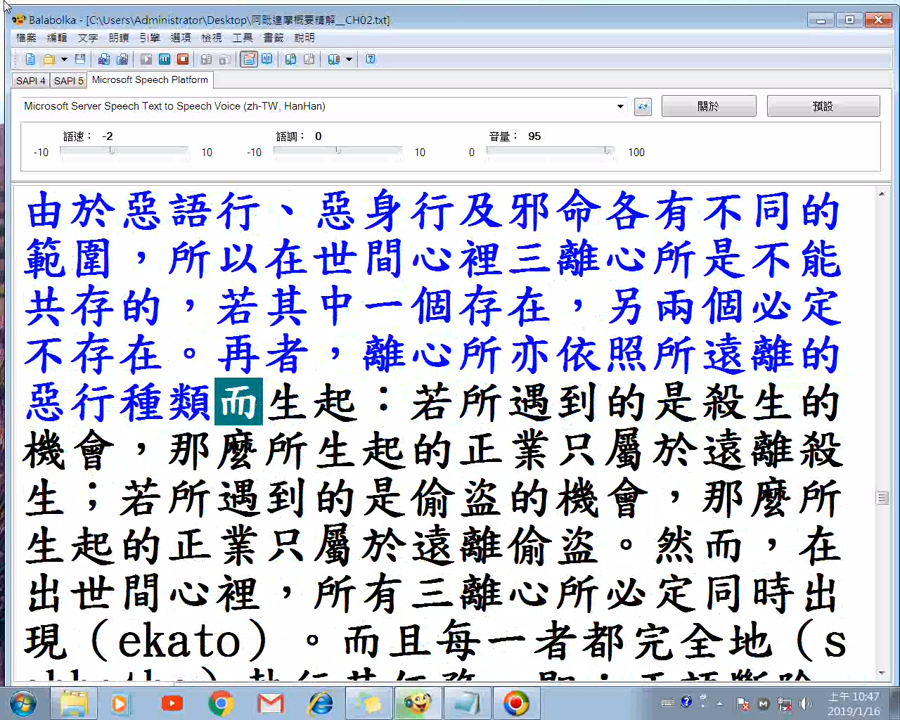 Balabolka - [C:\Users\Administrator\Desktop\阿毗達摩概要精解__CH02.txt]
檔案 編輯 文字 朗讀 引擎 選項 檢視 工具 書籤 說明
SAPI 4 SAPI 5 Microsoft Speech Platform
Microsoft Server Speech Text to Speech Voice (zh-TW, HanHan) 關於 預設
語速： -2 語調： 0 音量： 95
-10 10 -10 10 0 100
由於惡語行、惡身行及邪命各有不同的
範圍，所以在世間心裡三離心所是不能
共存的，若其中一個存在，另兩個必定
不存在。再者，離心所亦依照所遠離的
惡行種類而生起：若所遇到的是殺生的
機會，那麼所生起的正業只屬於遠離殺
生；若所遇到的是偷盜的機會，那麼所
生起的正業只屬於遠離偷盜。然而，在
出世間心裡，所有三離心所必定同時出
現（ekato）。而且每一者都完全地（s
上午 10:47
2019/1/16